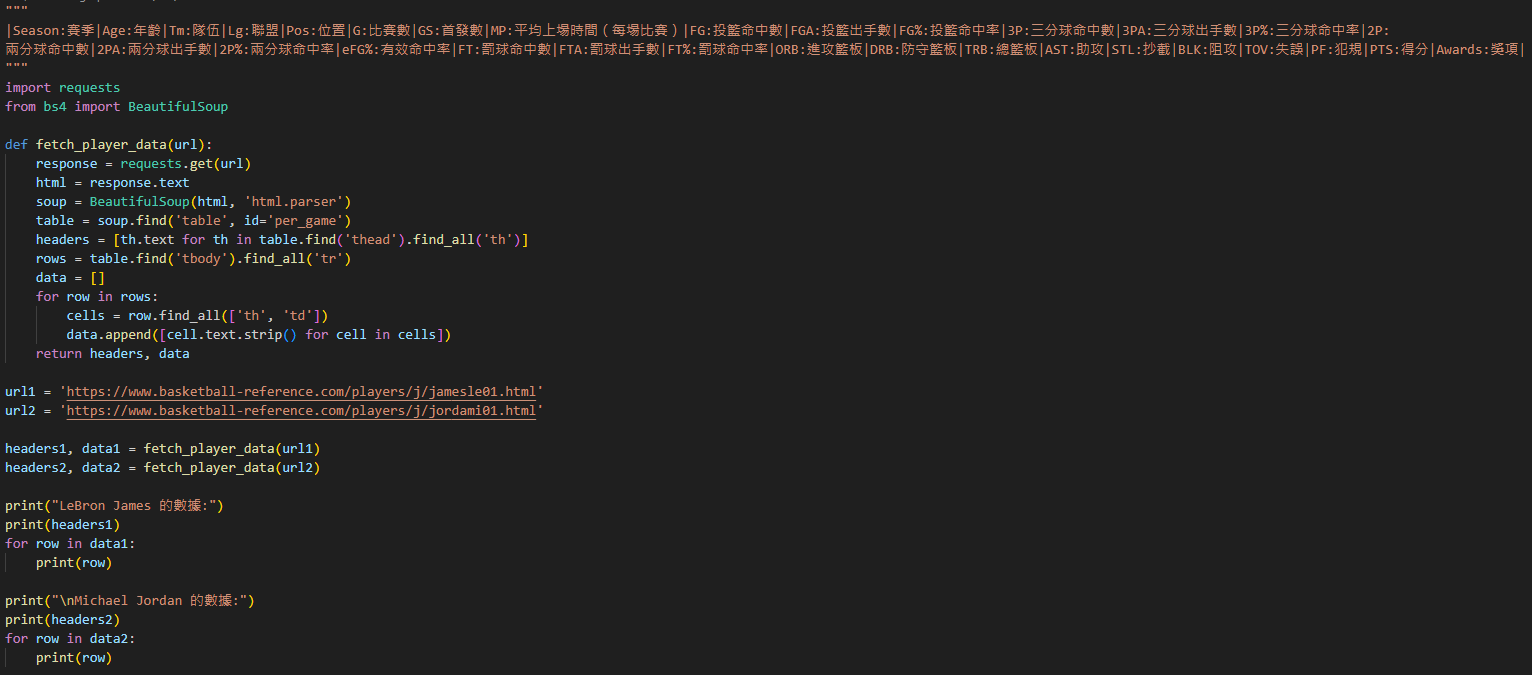 """
|Season:賽季|Age:年齡|Tm:隊伍|Lg:聯盟|Pos:位置|G:比賽數|GS:首發數|MP:平均上場時間（每場比賽）|FG:投籃命中數|FGA:投籃出手數|FG%:投籃命中率|3P:三分球命中數|3PA:三分球出手數|3P%:三分球命中率|2P:
兩分球命中數|2PA:兩分球出手數|2P%:兩分球命中率|eFG%:有效命中率|FT:罰球命中數|FTA:罰球出手數|FT%:罰球命中率|ORB:進攻籃板|DRB:防守籃板|TRB:總籃板|AST:助攻|STL:抄截|BLK:阻攻|TOV:失誤|PF:犯規|PTS:得分|Awards:獎項|
"""
import requests
from bs4 import BeautifulSoup

def fetch_player_data(url):
    response = requests.get(url)
    html = response.text
    soup = BeautifulSoup(html, 'html.parser')
    table = soup.find('table', id='per_game')
    headers = [th.text for th in table.find('thead').find_all('th')]
    rows = table.find('tbody').find_all('tr')
    data = []
    for row in rows:
        cells = row.find_all(['th', 'td'])
        data.append([cell.text.strip() for cell in cells])
    return headers, data

url1 = 'https://www.basketball-reference.com/players/j/jamesle01.html'
url2 = 'https://www.basketball-reference.com/players/j/jordami01.html'

headers1, data1 = fetch_player_data(url1)
headers2, data2 = fetch_player_data(url2)

print("LeBron James 的數據:")
print(headers1)
for row in data1:
    print(row)

print("\nMichael Jordan 的數據:")
print(headers2)
for row in data2:
    print(row)